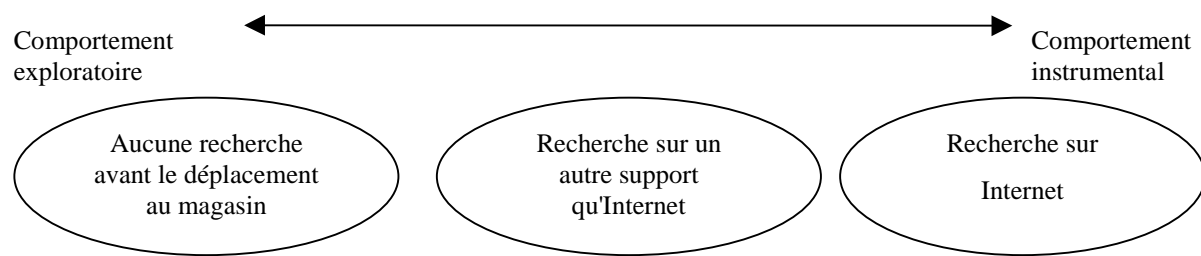 Comportement
exploratoire
Comportement
instrumental
Aucune recherche
avant le déplacement
au magasin
Recherche sur un
autre support
qu'Internet
Recherche sur
Internet